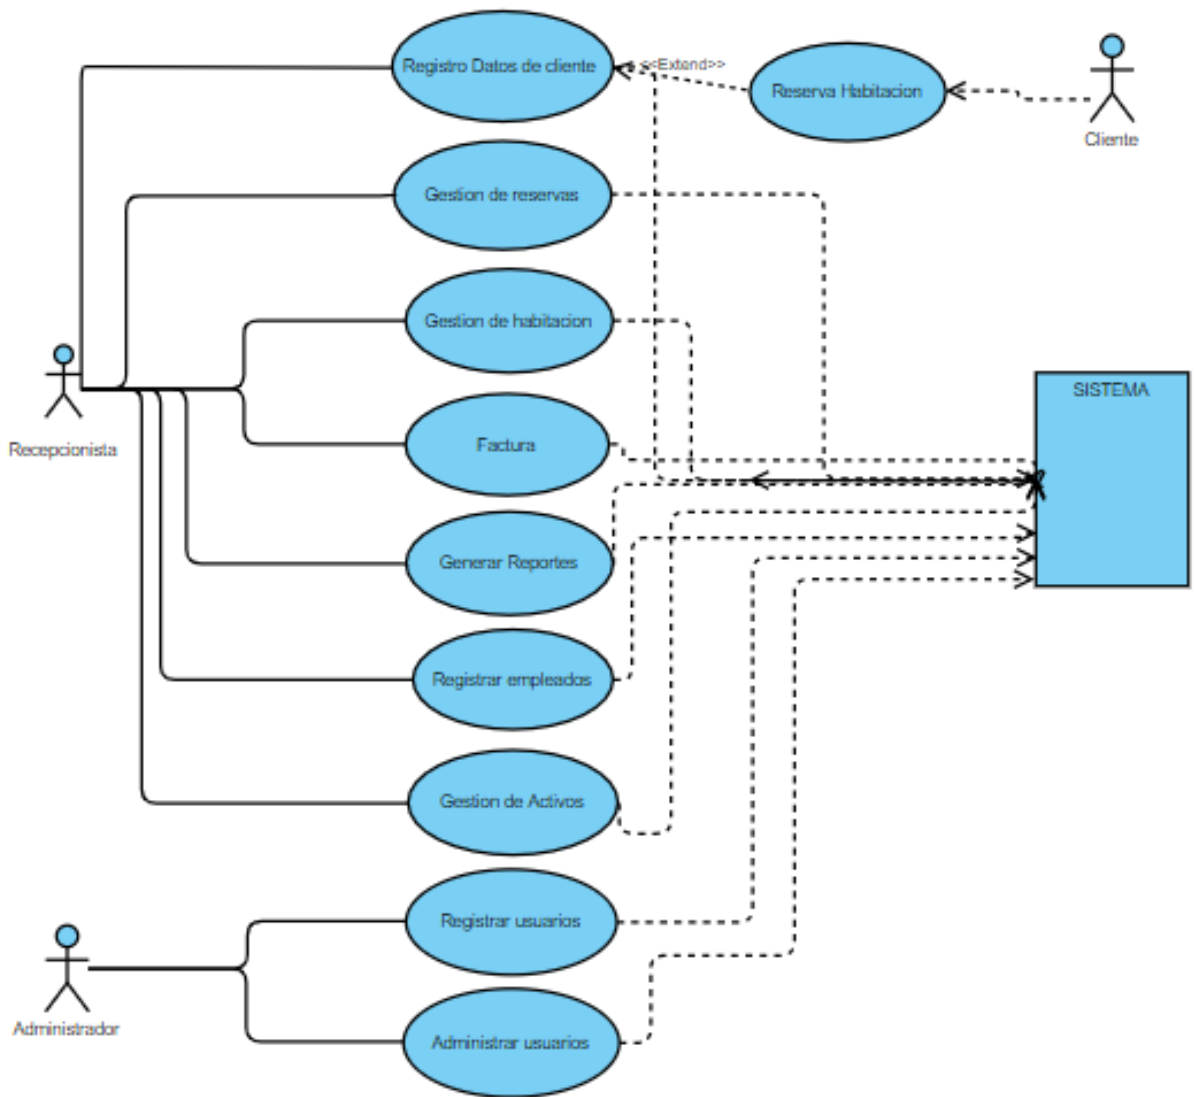 Registro Datos de cliente
<<Extend>>
Reserva Habitacion
Cliente
Gestion de reservas
Gestion de habitacion
SISTEMA
Recepcionista
Factura
Generar Reportes
Registrar empleados
Gestion de Activos
Registrar usuarios
Administrador
Administrar usuarios